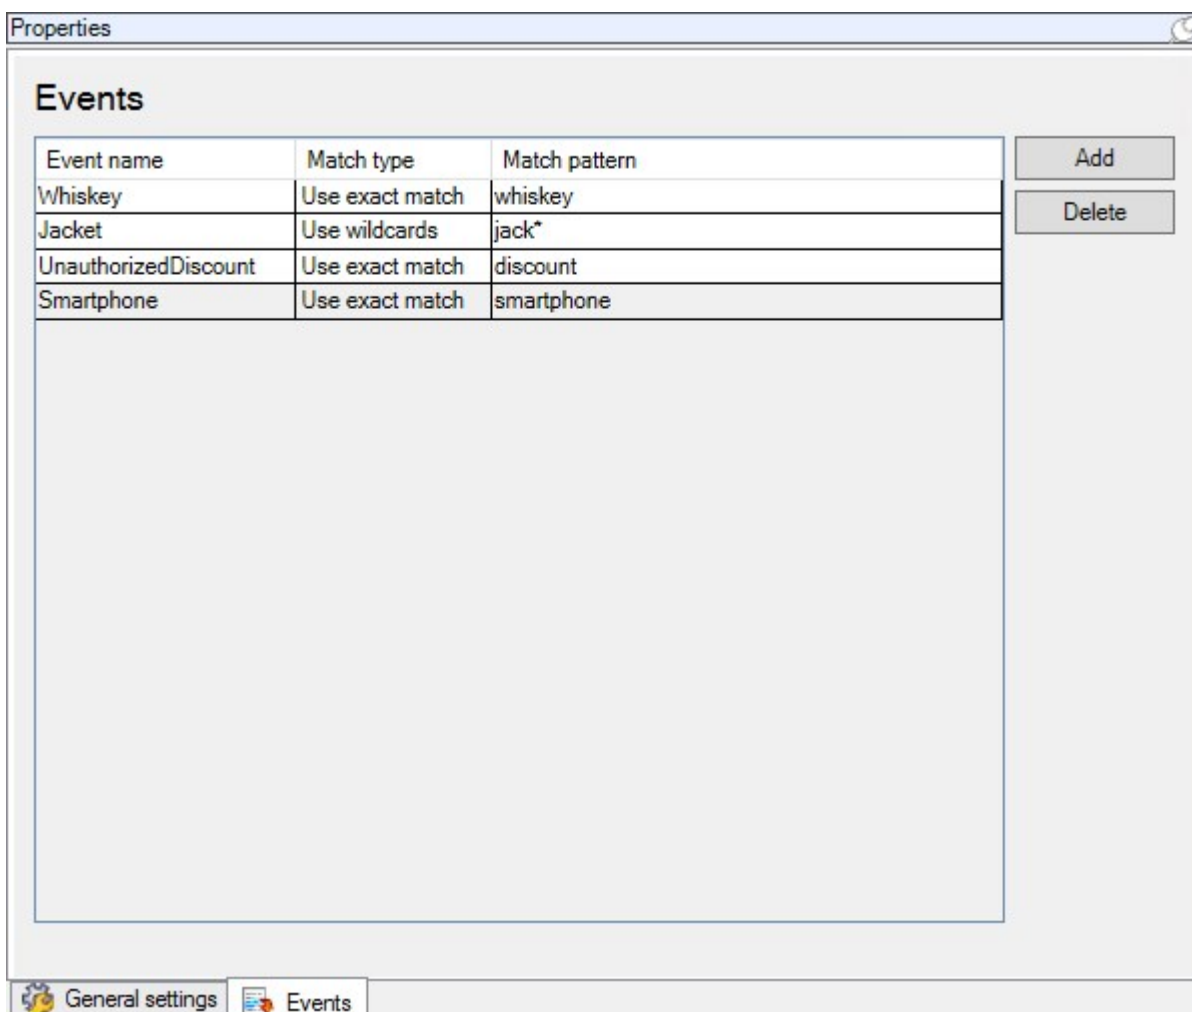 Properties
Events
Event name Match type Match pattern
Whiskey Use exact match whiskey
Jacket Use wildcards jack*
UnauthorizedDiscount Use exact match discount
Smartphone Use exact match smartphone
Add
Delete
General settings Events